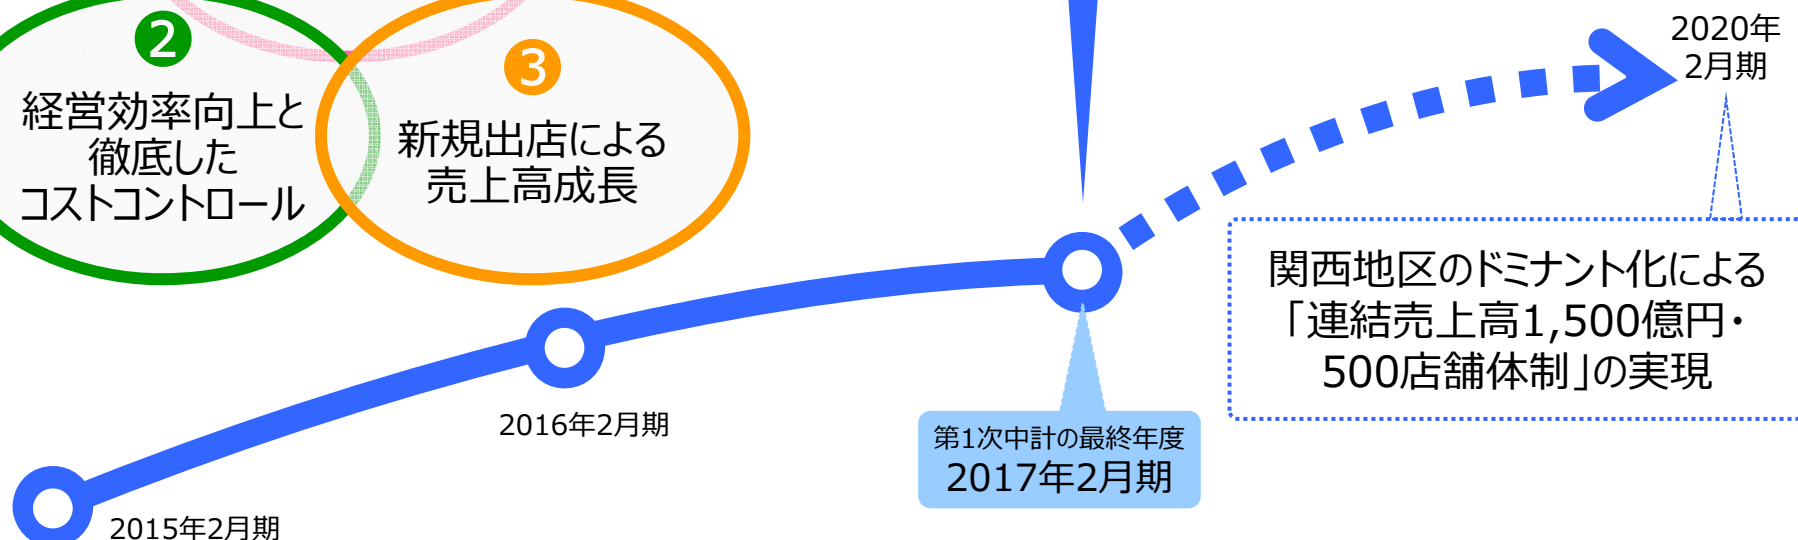 ❷
経営効率向上と
徹底した
コストコントロール
❸
新規出店による
売上高成長
2020年
2月期
関西地区のドミナント化による
「連結売上高1,500億円・
500店舗体制」の実現
2016年2月期
第1次中計の最終年度
2017年2月期
2015年2月期